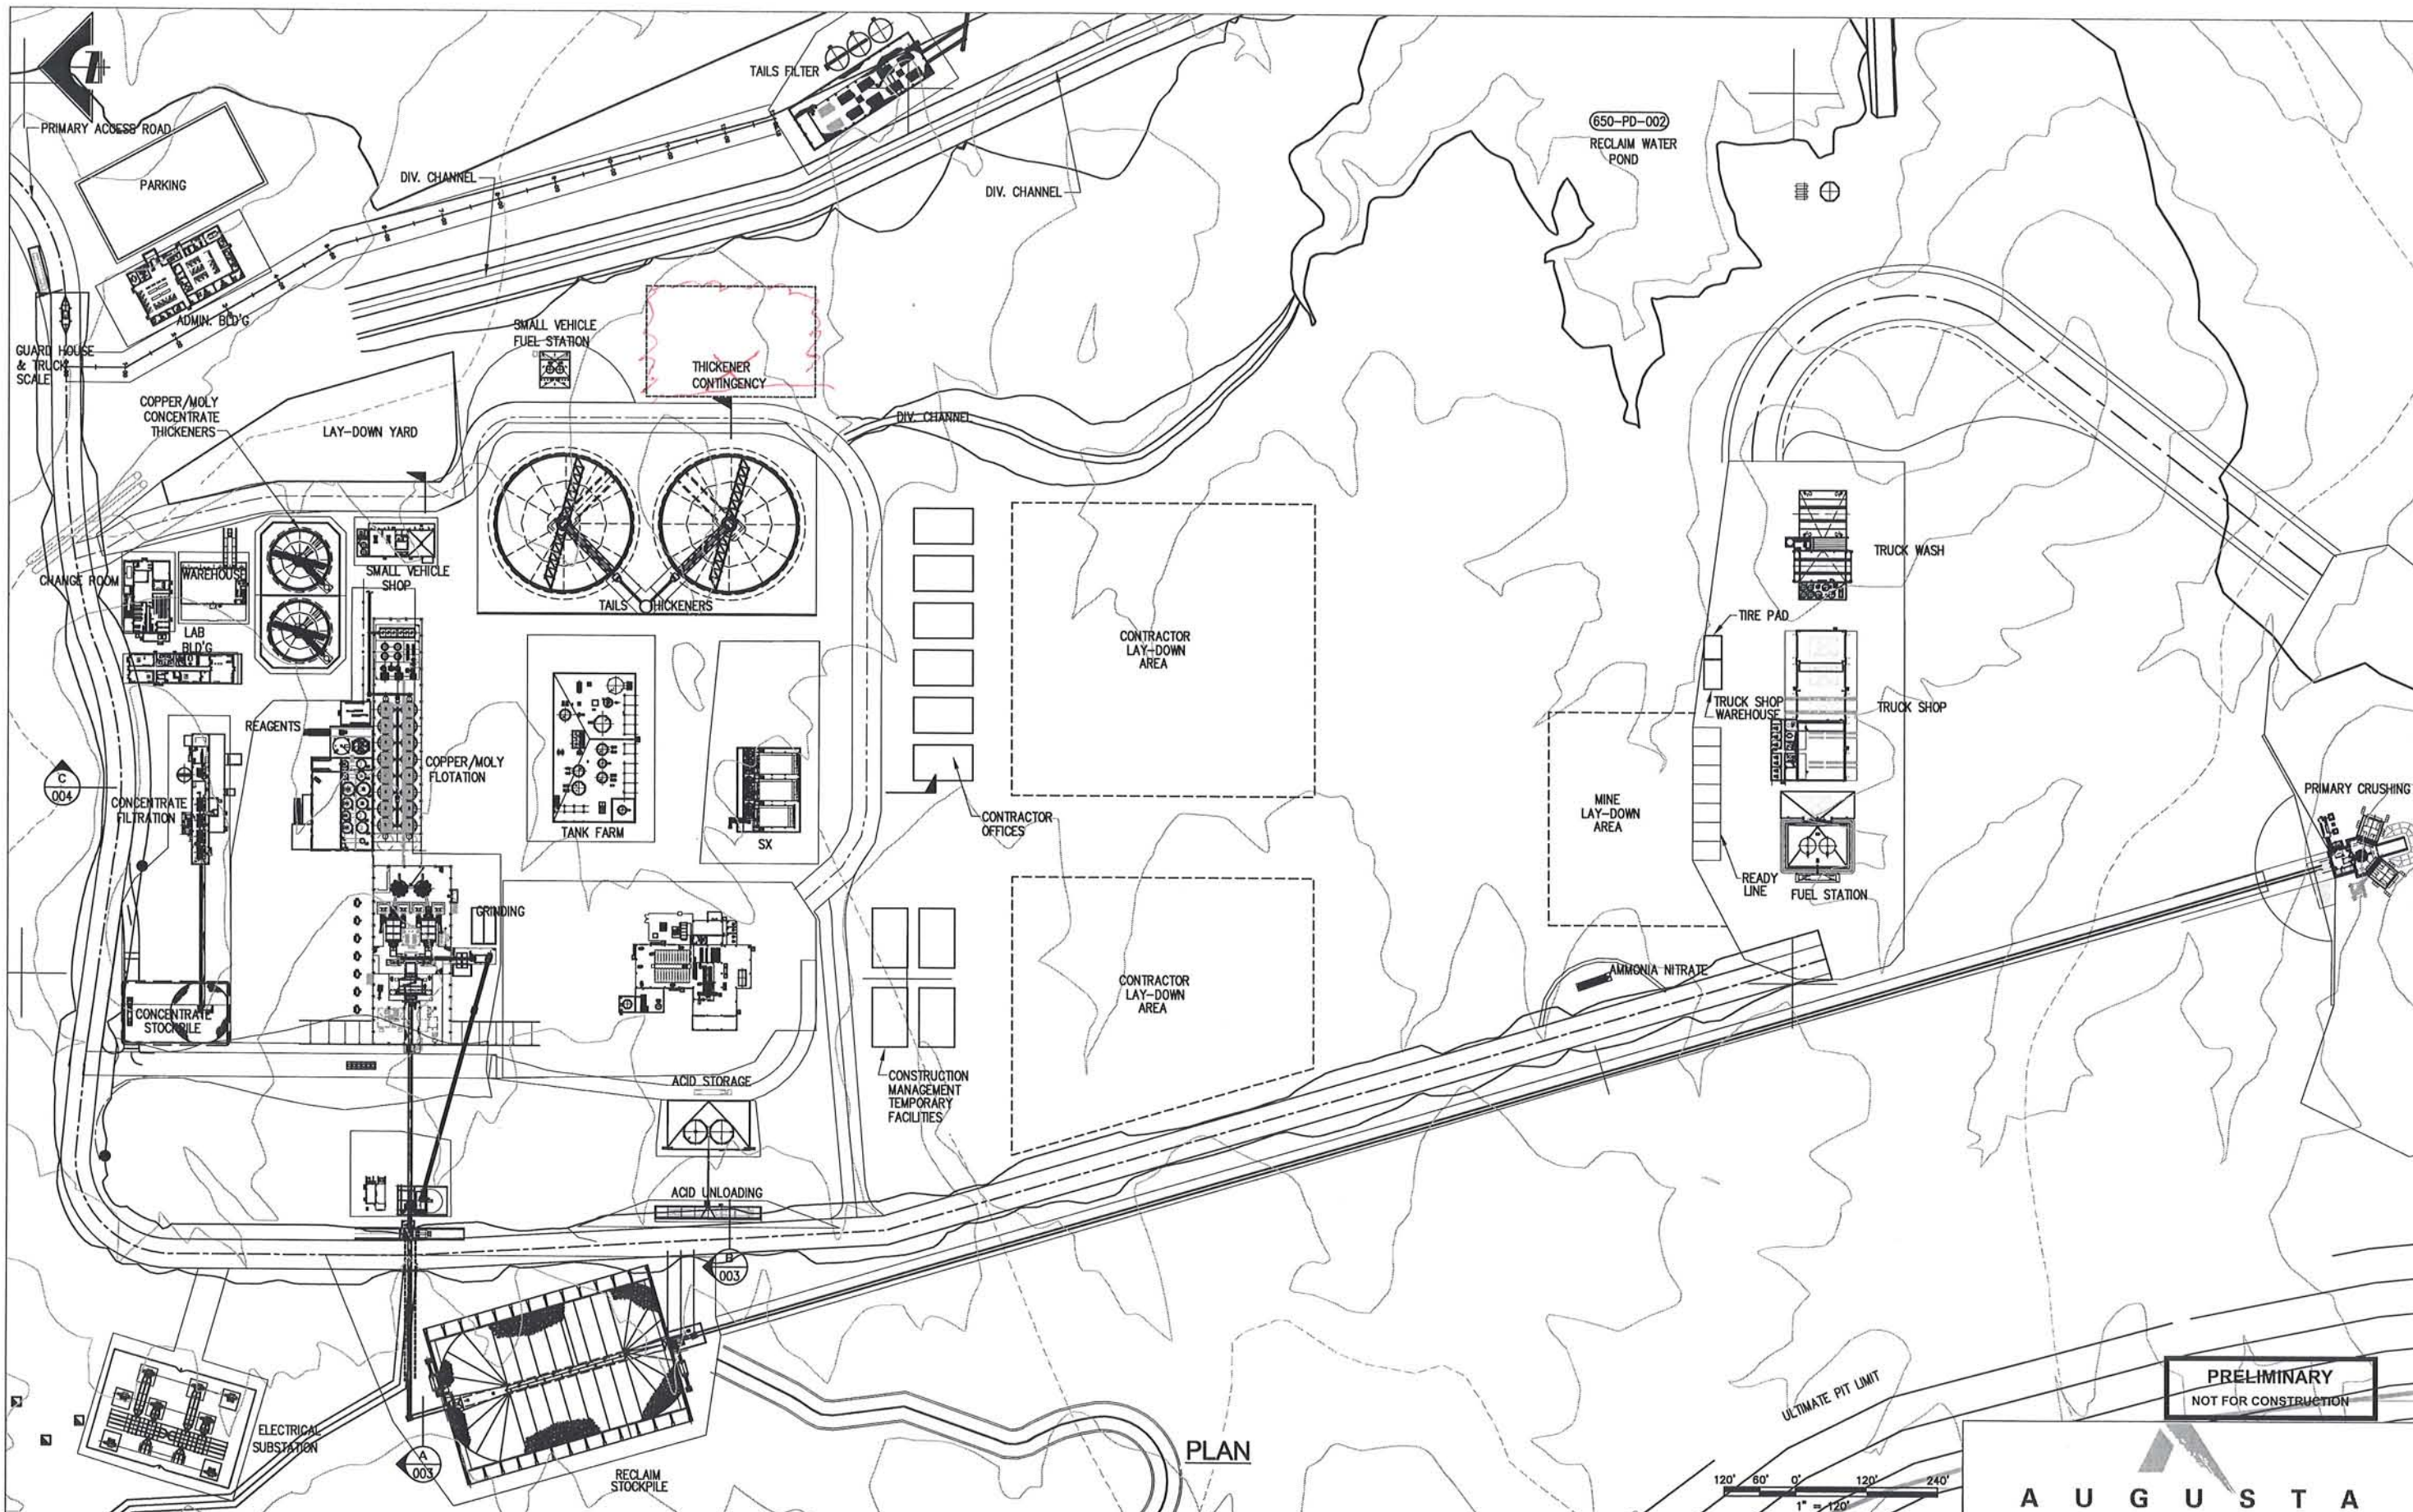 TAILS FILTER
PRIMARY ACCESS ROAD
PARKING
DIV. CHANNEL
DIV. CHANNEL
650-PD-002
RECLAIM WATER
POND
ADMIN. BLD'G
GUARD HOUSE
& TRUCK
SCALE
SMALL VEHICLE
FUEL STATION
THICKENER
CONTINGENCY
COPPER/MOLY
CONCENTRATE
THICKENERS
LAY-DOWN YARD
DIV. CHANNEL
CHANGE ROOM
WAREHOUSE
SMALL VEHICLE
SHOP
TAILS THICKENERS
LAB
BLD'G
TRUCK WASH
TIRE PAD
CONTRACTOR
LAY-DOWN
AREA
TRUCK SHOP
WAREHOUSE
TRUCK SHOP
REAGENTS
COPPER/MOLY
FLOTATION
C
004
CONCENTRATE
FILTRATION
TANK FARM
SX
CONTRACTOR
OFFICES
MINE
LAY-DOWN
AREA
PRIMARY CRUSHING
READY
LINE
FUEL STATION
GRINDING
CONTRACTOR
LAY-DOWN
AREA
AMMONIA NITRATE
CONCENTRATE
STOCKPILE
ACID STORAGE
CONSTRUCTION
MANAGEMENT
TEMPORARY
FACILITIES
ACID UNLOADING
B
003
ELECTRICAL
SUBSTATION
A
003
RECLAIM
STOCKPILE
PLAN
ULTIMATE PIT LIMIT
PRELIMINARY
NOT FOR CONSTRUCTION
120' 60' 0' 120' 240'
1" = 120'
AUGUSTA